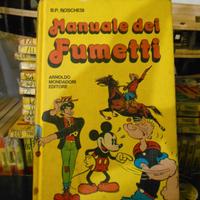 B.P. BOSCHESI
Manuale dei
Fumetti
ARNOLDO
MONDADORI
EDITORE